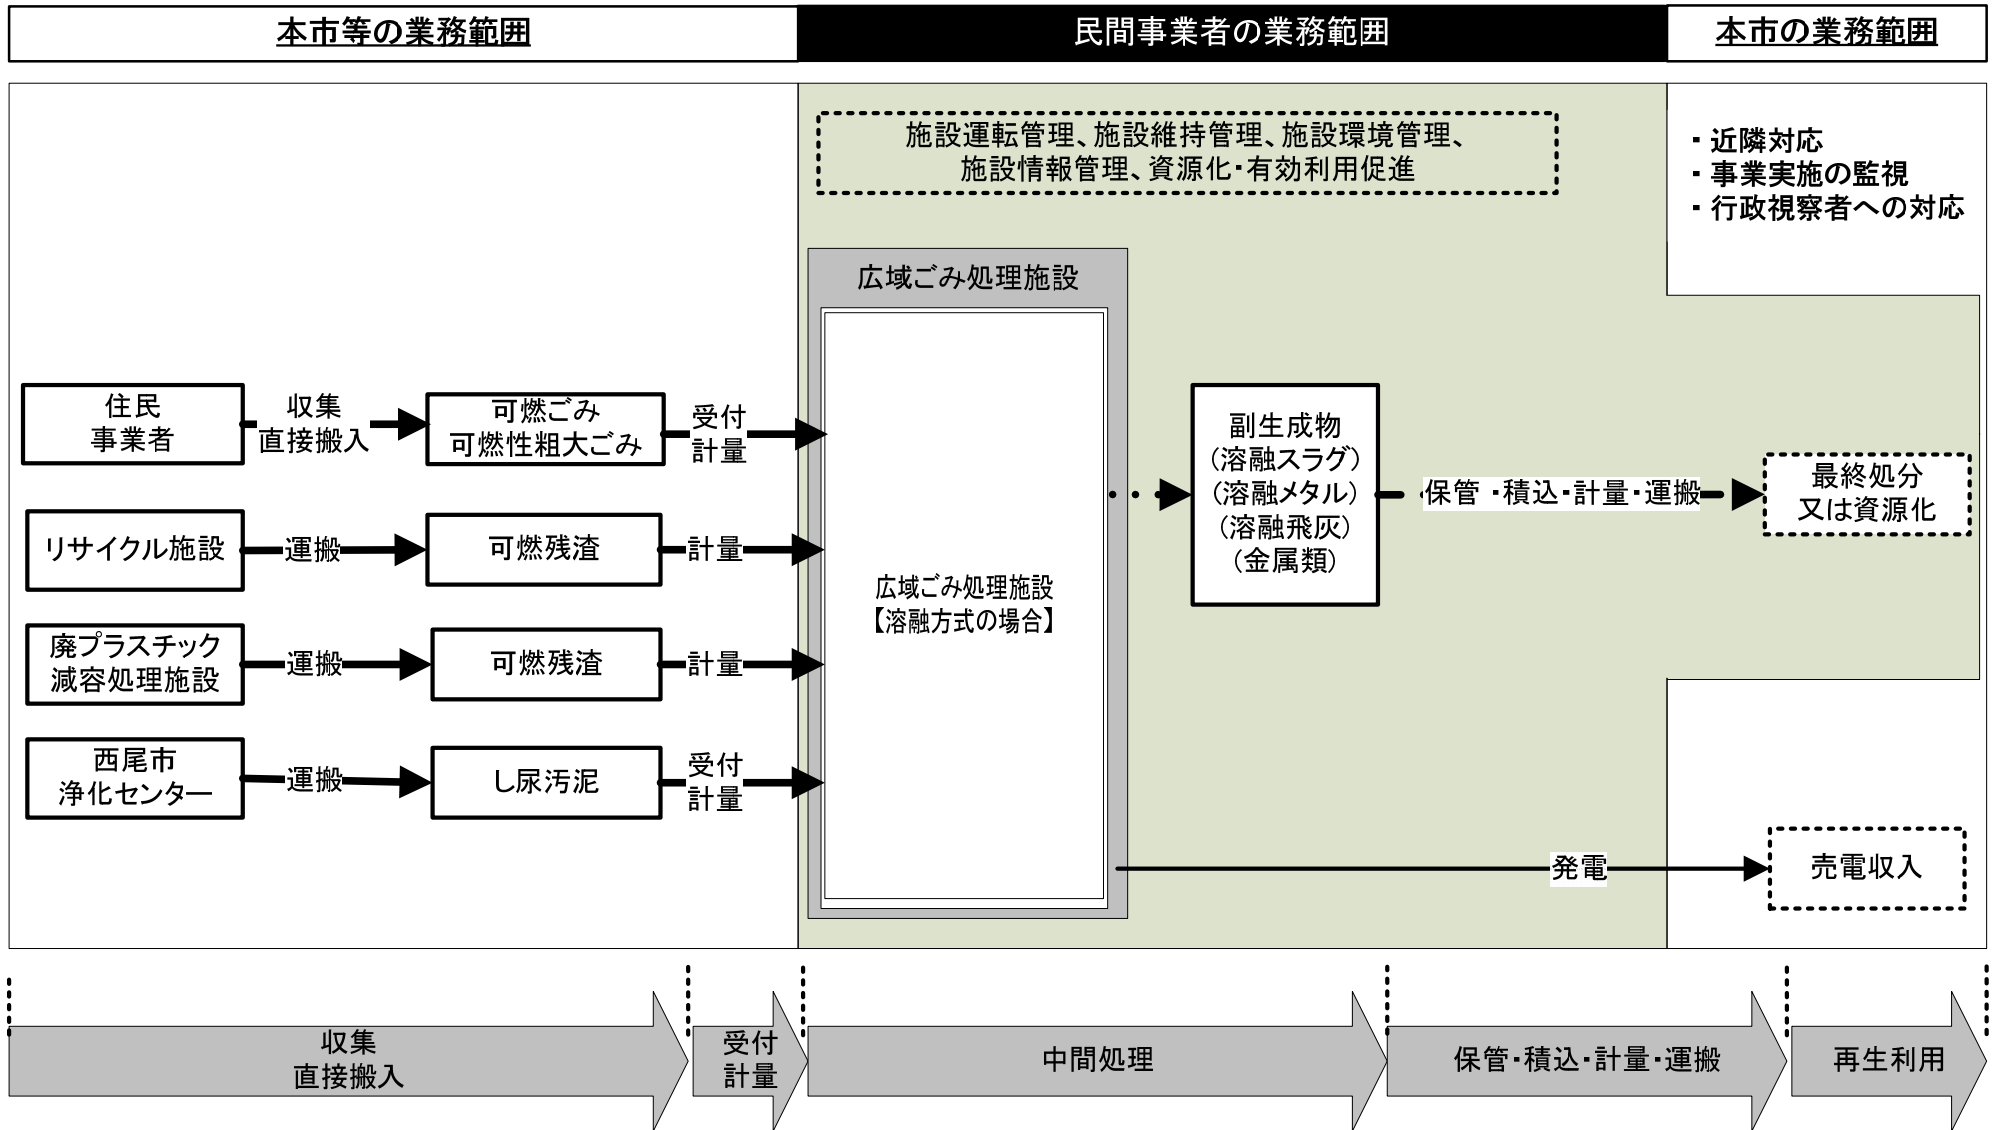 本市等の業務範囲
民間事業者の業務範囲
本市の業務範囲
施設運転管理、施設維持管理、施設環境管理、
施設情報管理、資源化・有効利用促進
・近隣対応
・事業実施の監視
・行政視察者への対応
広域ごみ処理施設
住民
事業者
収集
直接搬入
可燃ごみ
可燃性粗大ごみ
受付
計量
リサイクル施設
運搬
可燃残渣
計量
廃プラスチック
減容処理施設
運搬
可燃残渣
計量
西尾市
浄化センター
運搬
し尿汚泥
受付
計量
広域ごみ処理施設
【溶融方式の場合】
副生成物
(溶融スラグ)
(溶融メタル)
(溶融飛灰)
(金属類)
保管・積込・計量・運搬
最終処分
又は資源化
発電
売電収入
収集
直接搬入
受付
計量
中間処理
保管・積込・計量・運搬
再生利用